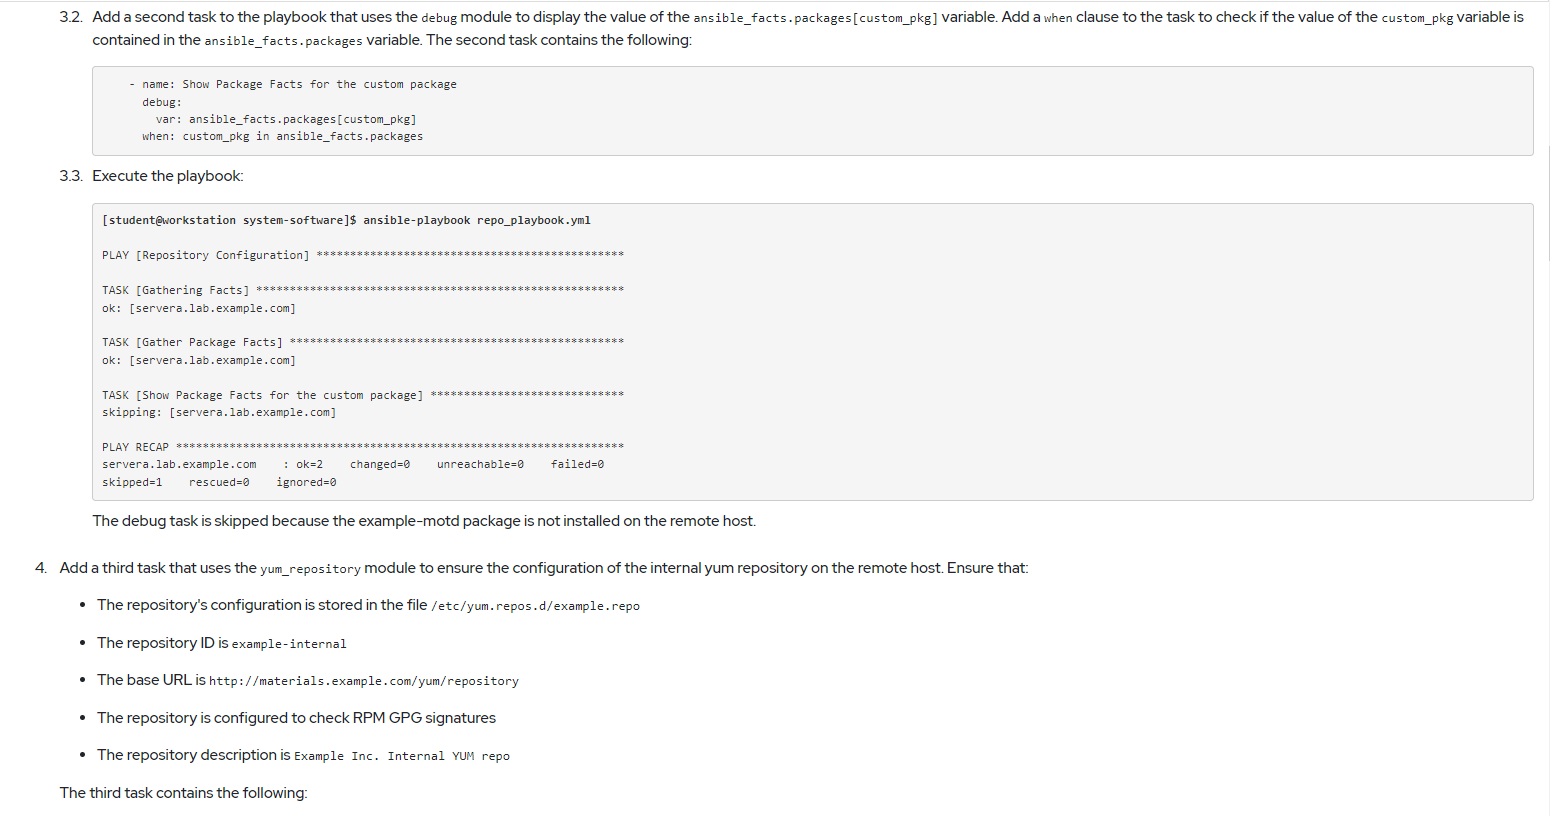 3.2. Add a second task to the playbook that uses the debug module to display the value of the ansible_facts.packages[custom_pkg] variable. Add a when clause to the task to check if the value of the custom_pkg variable is
contained in the ansible_facts.packages variable. The second task contains the following:
- name: Show Package Facts for the custom package
debug:
var: ansible_facts.packages[custom_pkg]
when: custom_pkg in ansible_facts.packages
3.3. Execute the playbook:
[student@workstation system-software]$ ansible-playbook repo_playbook.yml
PLAY [Repository Configuration] **********************************************
TASK [Gathering Facts] *******************************************************
ok: [servera.lab.example.com]
TASK [Gather Package Facts] **************************************************
ok: [servera.lab.example.com]
TASK [Show Package Facts for the custom package] *****************************
skipping: [servera.lab.example.com]
PLAY RECAP *******************************************************************
servera.lab.example.com    : ok=2    changed=0    unreachable=0    failed=0
skipped=1    rescued=0    ignored=0
The debug task is skipped because the example-motd package is not installed on the remote host.
4. Add a third task that uses the yum_repository module to ensure the configuration of the internal yum repository on the remote host. Ensure that:
• The repository's configuration is stored in the file /etc/yum.repos.d/example.repo
• The repository ID is example-internal
• The base URL is http://materials.example.com/yum/repository
• The repository is configured to check RPM GPG signatures
• The repository description is Example Inc. Internal YUM repo
The third task contains the following: